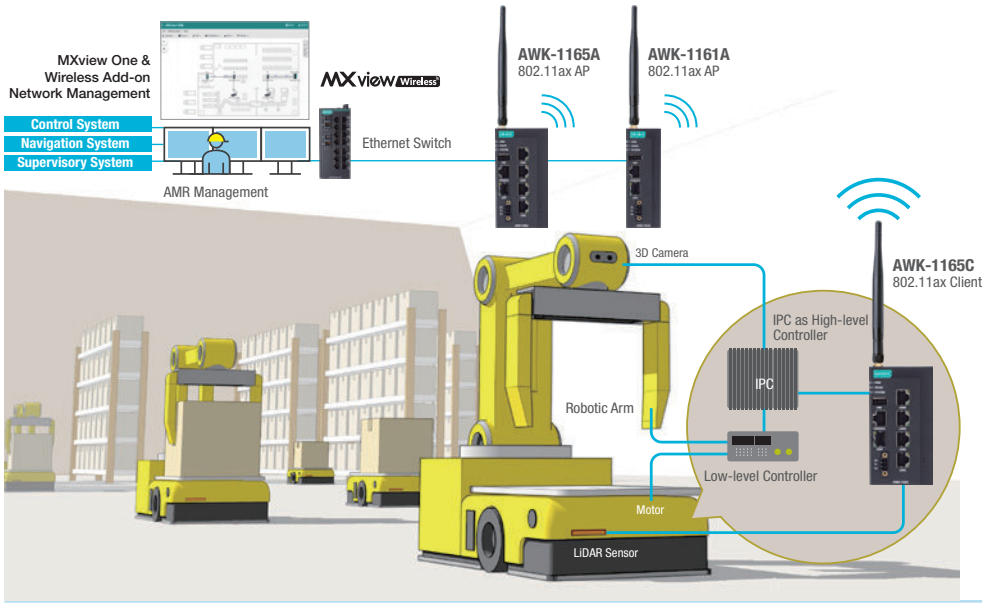 MXview One &
Wireless Add-on
Network Management
MXview Wireless
Control System
Navigation System
Supervisory System
AMR Management
Ethernet Switch
AWK-1165A
802.11ax AP
AWK-1161A
802.11ax AP
3D Camera
AWK-1165C
802.11ax Client
IPC as High-level
Controller
IPC
Robotic Arm
Low-level Controller
Motor
LiDAR Sensor